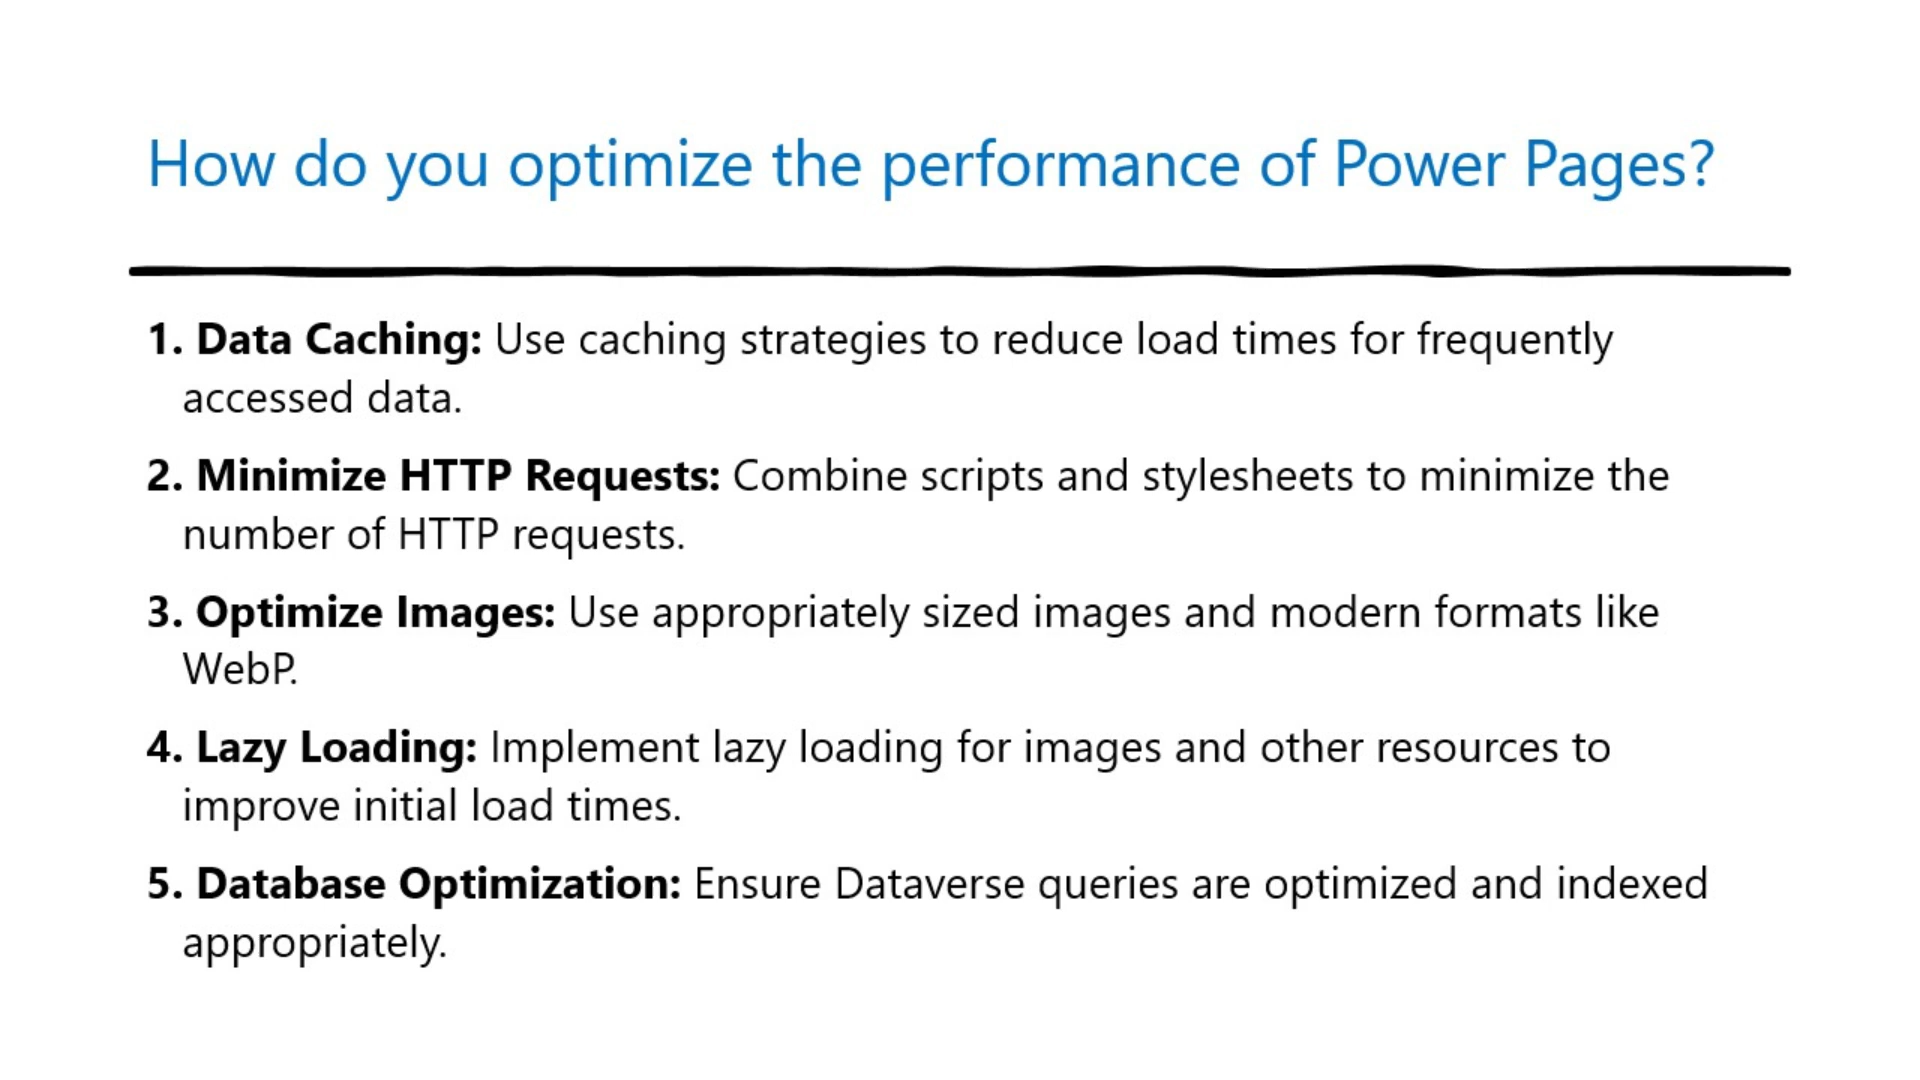 How do you optimize the performance of Power Pages?
1. Data Caching: Use caching strategies to reduce load times for frequently
accessed data.
2. Minimize HTTP Requests: Combine scripts and stylesheets to minimize the
number of HTTP requests.
3. Optimize Images: Use appropriately sized images and modern formats like
WebP.
4. Lazy Loading: Implement lazy loading for images and other resources to
improve initial load times.
5. Database Optimization: Ensure Dataverse queries are optimized and indexed
appropriately.